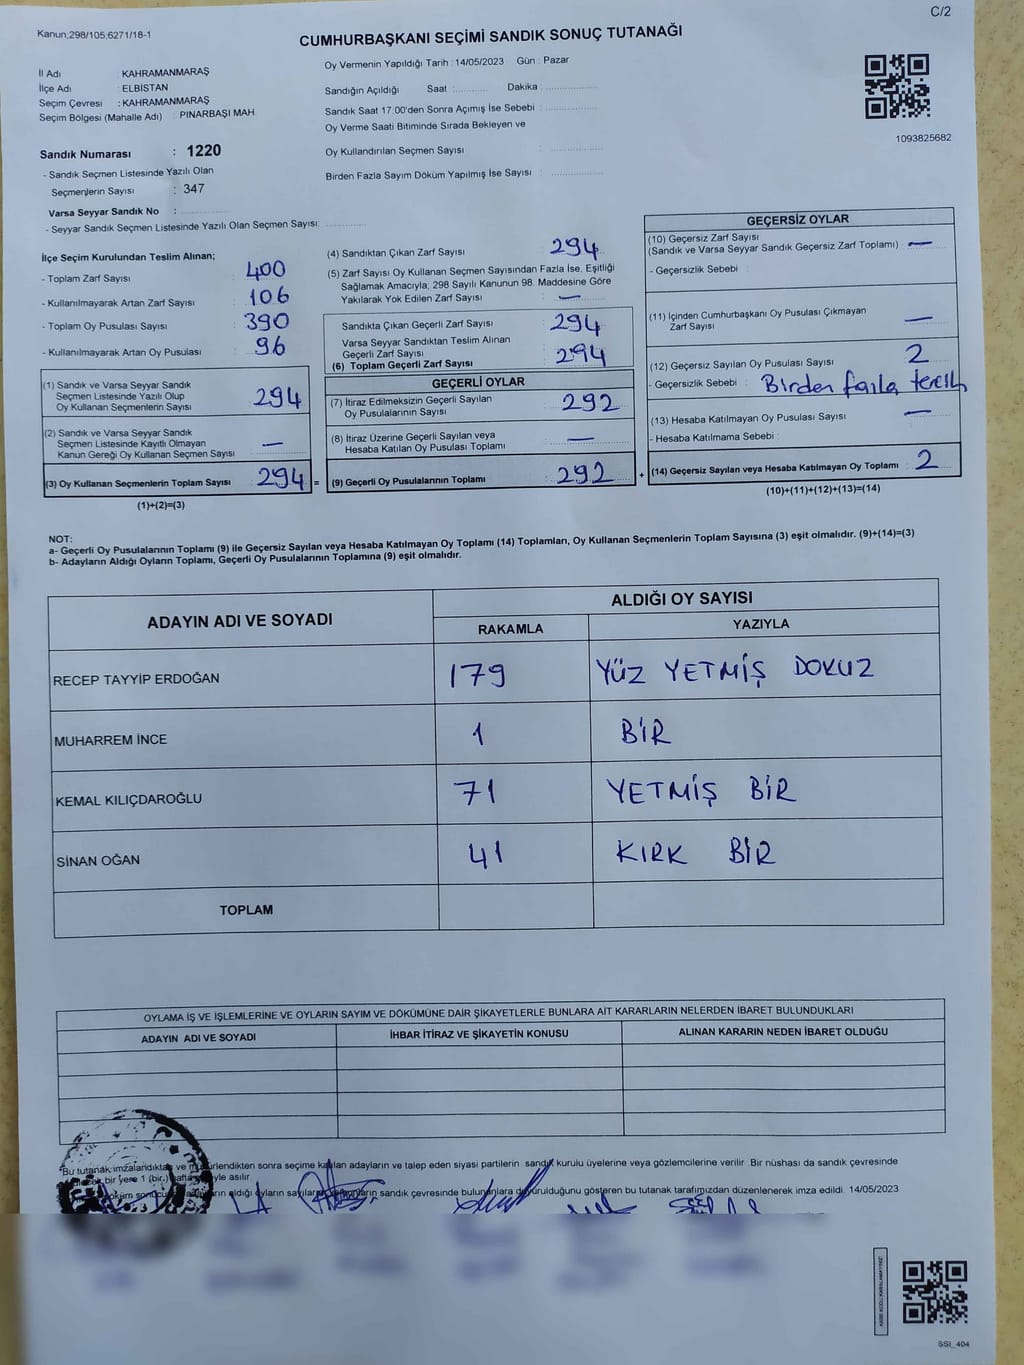 C/2
Kanun;298/105;6271/18-1
CUMHURBAŞKANI SEÇİMİ SANDIK SONUÇ TUTANAĞI
İl Adı : KAHRAMANMARAŞ
İlçe Adı : ELBİSTAN
Seçim Çevresi : KAHRAMANMARAŞ
Seçim Bölgesi (Mahalle Adı) : PINARBAŞI MAH.
Oy Vermenin Yapıldığı Tarih : 14/05/2023 Gün : Pazar
Sandığın Açıldığı Saat : Dakika :
Sandık Saat 17.00'den Sonra Açımış İse Sebebi :
Oy Verme Saati Bitiminde Sırada Bekleyen ve
Oy Kullandırılan Seçmen Sayısı :
Birden Fazla Sayım Döküm Yapılmış İse Sayısı :
1093825682
Sandık Numarası : 1220
- Sandık Seçmen Listesinde Yazılı Olan
Seçmenlerin Sayısı : 347
Varsa Seyyar Sandık No :
- Seyyar Sandık Seçmen Listesinde Yazılı Olan Seçmen Sayısı:
İlçe Seçim Kurulundan Teslim Alınan;
- Toplam Zarf Sayısı : 400
- Kullanılmayarak Artan Zarf Sayısı : 106
- Toplam Oy Pusulası Sayısı : 390
- Kullanılmayarak Artan Oy Pusulası : 96
(1) Sandık ve Varsa Seyyar Sandık
Seçmen Listesinde Yazılı Olup
Oy Kullanan Seçmenlerin Sayısı : 294
(2) Sandık ve Varsa Seyyar Sandık
Seçmen Listesinde Kayıtlı Olmayan
Kanun Gereği Oy Kullanan Seçmen Sayısı : —
(3) Oy Kullanan Seçmenlerin Toplam Sayısı : 294 =
(1)+(2)=(3)
(4) Sandıktan Çıkan Zarf Sayısı : 294
(5) Zarf Sayısı Oy Kullanan Seçmen Sayısından Fazla İse, Eşitliği
Sağlamak Amacıyla; 298 Sayılı Kanunun 98. Maddesine Göre
Yakılarak Yok Edilen Zarf Sayısı : —
Sandıkta Çıkan Geçerli Zarf Sayısı : 294
Varsa Seyyar Sandıktan Teslim Alınan
Geçerli Zarf Sayısı
(6) Toplam Geçerli Zarf Sayısı : 294
GEÇERLİ OYLAR
(7) İtiraz Edilmeksizin Geçerli Sayılan
Oy Pusulalarının Sayısı : 292
(8) İtiraz Üzerine Geçerli Sayılan veya
Hesaba Katılan Oy Pusulası Toplamı : —
(9) Geçerli Oy Pusulalarının Toplamı : 292 +
GEÇERSİZ OYLAR
(10) Geçersiz Zarf Sayısı
(Sandık ve Varsa Seyyar Sandık Geçersiz Zarf Toplamı) : —
- Geçersizlik Sebebi :
(11) İçinden Cumhurbaşkanı Oy Pusulası Çıkmayan
Zarf Sayısı : —
(12) Geçersiz Sayılan Oy Pusulası Sayısı : 2
- Geçersizlik Sebebi : Birden fazla tercih
(13) Hesaba Katılmayan Oy Pusulası Sayısı : —
- Hesaba Katılmama Sebebi :
(14) Geçersiz Sayılan veya Hesaba Katılmayan Oy Toplamı : 2
(10)+(11)+(12)+(13)=(14)
NOT:
a- Geçerli Oy Pusulalarının Toplamı (9) ile Geçersiz Sayılan veya Hesaba Katılmayan Oy Toplamı (14) Toplamları, Oy Kullanan Seçmenlerin Toplam Sayısına (3) eşit olmalıdır. (9)+(14)=(3)
b- Adayların Aldığı Oyların Toplamı, Geçerli Oy Pusulalarının Toplamına (9) eşit olmalıdır.
ADAYIN ADI VE SOYADI
ALDIĞI OY SAYISI
RAKAMLA YAZIYLA
RECEP TAYYİP ERDOĞAN 179 YÜZ YETMİŞ DOKUZ
MUHARREM İNCE 1 BİR
KEMAL KILIÇDAROĞLU 71 YETMİŞ BİR
SİNAN OĞAN 41 KIRK BİR
TOPLAM
OYLAMA İŞ VE İŞLEMLERİNE VE OYLARIN SAYIM VE DÖKÜMÜNE DAİR ŞİKAYETLERLE BUNLARA AİT KARARLARIN NELERDEN İBARET BULUNDUKLARI
ADAYIN ADI VE SOYADI İHBAR İTİRAZ VE ŞİKAYETİN KONUSU ALINAN KARARIN NEDEN İBARET OLDUĞU
Bu tutanak, imzalandıktan ve sonra seçime katılan adayların ve talep eden siyasi partilerin sandık kurulu üyelerine veya gözlemcilerine verilir. Bir nüshası da sandık çevresinde
bir yere 1 (bir) hafta asılır.
aldığı oyların sandık çevresinde bulunanlara duyurulduğunu gösteren bu tutanak tarafımızdan düzenlenerek imza edildi. 14/05/2023
SSI_404